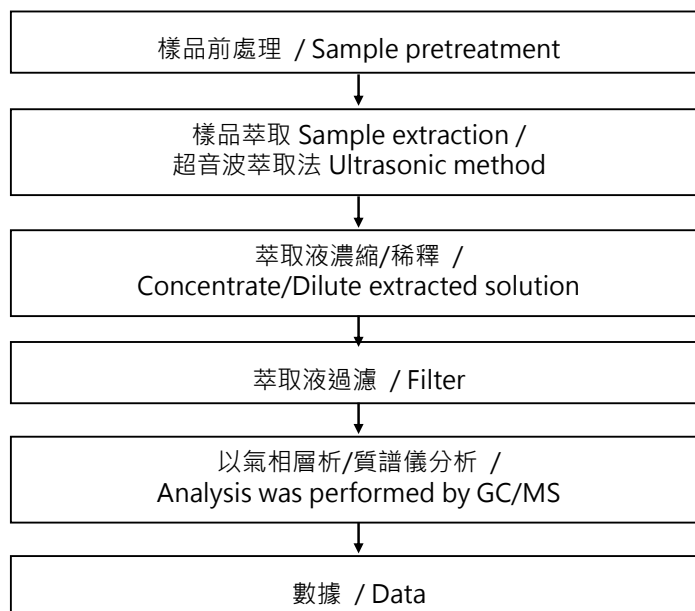 樣品前處理 / Sample pretreatment
樣品萃取 Sample extraction /
超音波萃取法 Ultrasonic method
萃取液濃縮/稀釋 /
Concentrate/Dilute extracted solution
萃取液過濾 / Filter
以氣相層析/質譜儀分析 /
Analysis was performed by GC/MS
數據 / Data